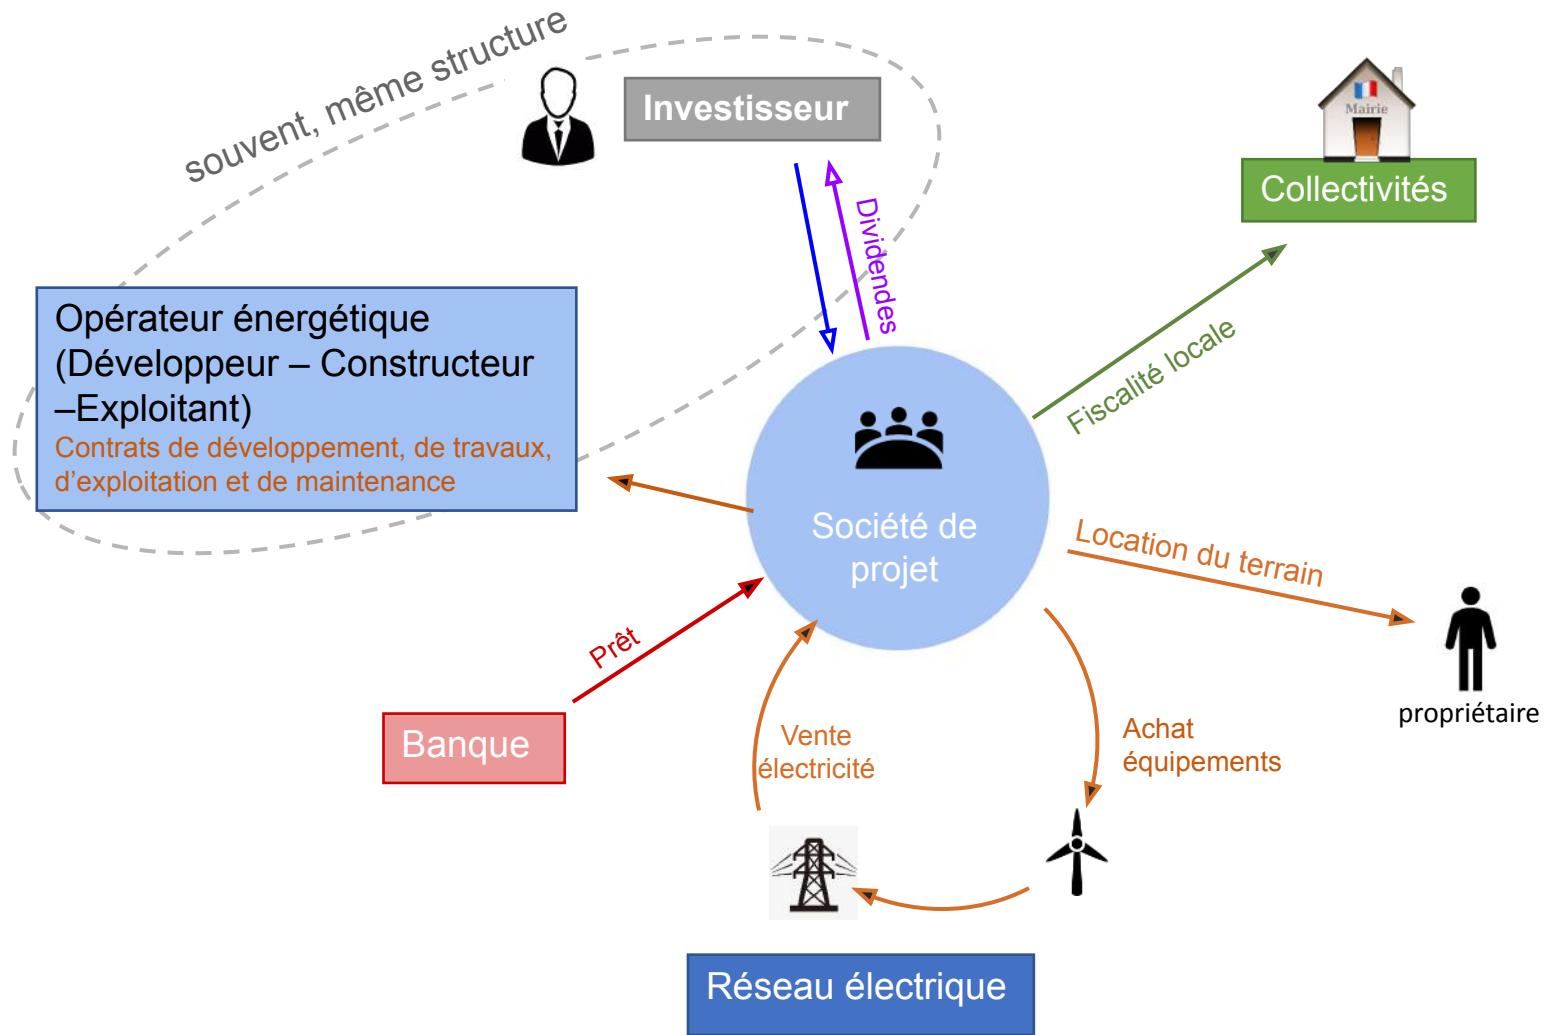 souvent, même structure
Investisseur
Mairie
Collectivités
Dividendes
Opérateur énergétique
(Développeur – Constructeur
–Exploitant)
Contrats de développement, de travaux,
d’exploitation et de maintenance
Fiscalité locale
Société de
projet
Location du terrain
Prêt
propriétaire
Banque
Vente
électricité
Achat
équipements
Réseau électrique